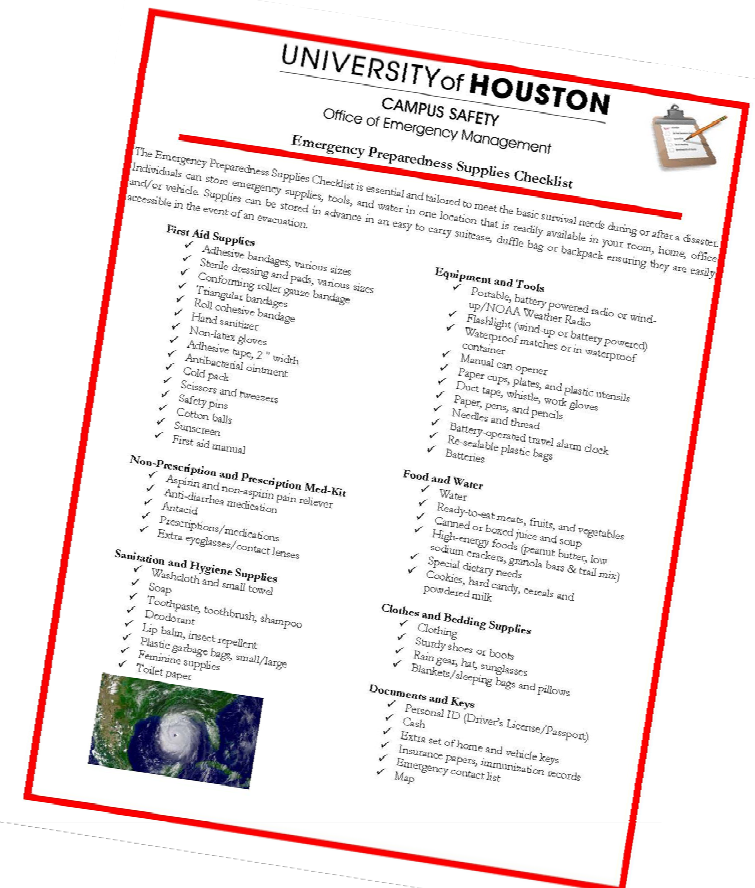 UNIVERSITY of HOUSTON
CAMPUS SAFETY
Office of Emergency Management
Emergency Preparedness Supplies Checklist
The Emergency Preparedness Supplies Checklist is essential and tailored to meet the basic survival needs during or after a disaster.
Individuals can store emergency supplies, tools, and water in one location that is readily available in your room, home, office
and/or vehicle. Supplies can be stored in advance in an easy to carry suitcase, duffle bag or backpack ensuring they are easily
accessible in the event of an evacuation.
First Aid Supplies
✓ Adhesive bandages, various sizes
✓ Sterile dressing and pads, various sizes
✓ Conforming roller gauze bandage
✓ Triangular bandages
✓ Roll cohesive bandage
✓ Hand sanitizer
✓ Non-latex gloves
✓ Adhesive tape, 2 " width
✓ Antibacterial ointment
✓ Cold pack
✓ Scissors and tweezers
✓ Safety pins
✓ Cotton balls
✓ Sunscreen
✓ First aid manual
Non-Prescription and Prescription Med-Kit
✓ Aspirin and non-aspirin pain reliever
✓ Anti-diarrhea medication
✓ Antacid
✓ Prescriptions/medications
✓ Extra eyeglasses/contact lenses
Sanitation and Hygiene Supplies
✓ Washcloth and small towel
✓ Soap
✓ Toothpaste, toothbrush, shampoo
✓ Deodorant
✓ Lip balm, insect repellent
✓ Plastic garbage bags, small/large
✓ Feminine supplies
✓ Toilet paper
Equipment and Tools
✓ Portable, battery powered radio or wind-
up/NOAA Weather Radio
✓ Flashlight (wind-up or battery powered)
✓ Waterproof matches or in waterproof
container
✓ Manual can opener
✓ Paper cups, plates, and plastic utensils
✓ Duct tape, whistle, work gloves
✓ Paper, pens, and pencils
✓ Needles and thread
✓ Battery-operated travel alarm clock
✓ Re-sealable plastic bags
✓ Batteries
Food and Water
✓ Water
✓ Ready-to-eat meats, fruits, and vegetables
✓ Canned or boxed juice and soup
✓ High-energy foods (peanut butter, low
sodium crackers, granola bars & trail mix)
✓ Special dietary needs
✓ Cookies, hard candy, cereals and
powdered milk
Clothes and Bedding Supplies
✓ Clothing
✓ Sturdy shoes or boots
✓ Rain gear, hat, sunglasses
✓ Blankets/sleeping bags and pillows
Documents and Keys
✓ Personal ID (Driver's License/Passport)
✓ Cash
✓ Extra set of home and vehicle keys
✓ Insurance papers, immunization records
✓ Emergency contact list
✓ Map